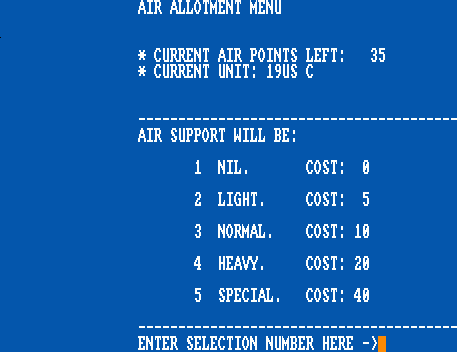 AIR ALLOTMENT MENU
* CURRENT AIR POINTS LEFT: 35
* CURRENT UNIT: 19US C
----------------------------------------
AIR SUPPORT WILL BE:
1 NIL. COST: 0
2 LIGHT. COST: 5
3 NORMAL. COST: 10
4 HEAVY. COST: 20
5 SPECIAL. COST: 40
----------------------------------------
ENTER SELECTION NUMBER HERE ->